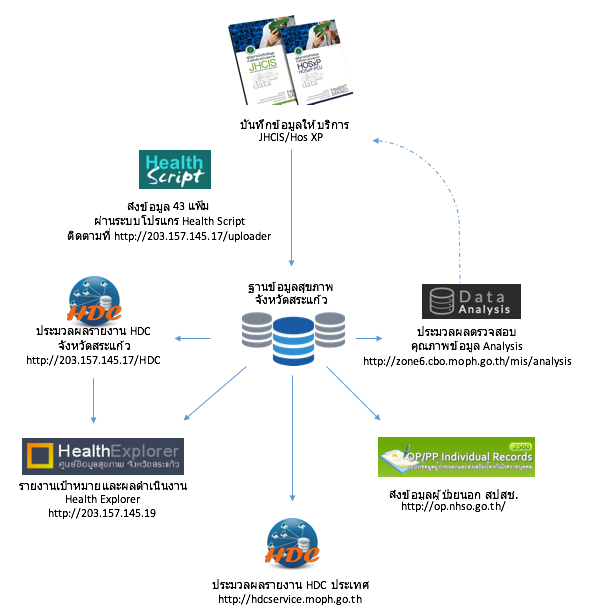 JHCIS
HOSxP
HOSxP-PCU
data
บันทึกข้อมูลให้บริการ
JHCIS/Hos XP
Health
Script
ส่งข้อมูล 43 แฟ้ม
ผ่านระบบโปรแกร Health Script
ติดตามที่ http://203.157.145.17/uploader
ฐานข้อมูลสุขภาพ
จังหวัดสระแก้ว
HDC
ประมวลผลรายงาน HDC
จังหวัดสระแก้ว
http://203.157.145.17/HDC
Data
Analysis
ประมวลผลตรวจสอบ
คุณภาพข้อมูล Analysis
http://zone6.cbo.moph.go.th/mis/analysis
HealthExplorer
ศูนย์ข้อมูลสุขภาพ จังหวัดสระแก้ว
รายงานเป้าหมายและผลดำเนินงาน
Health Explorer
http://203.157.145.19
2560
OP/PP Individual Records
ส่งข้อมูลผู้ป่วยนอก สปสช.
http://op.nhso.go.th/
HDC
ประมวลผลรายงาน HDC ประเทศ
http://hdcservice.moph.go.th